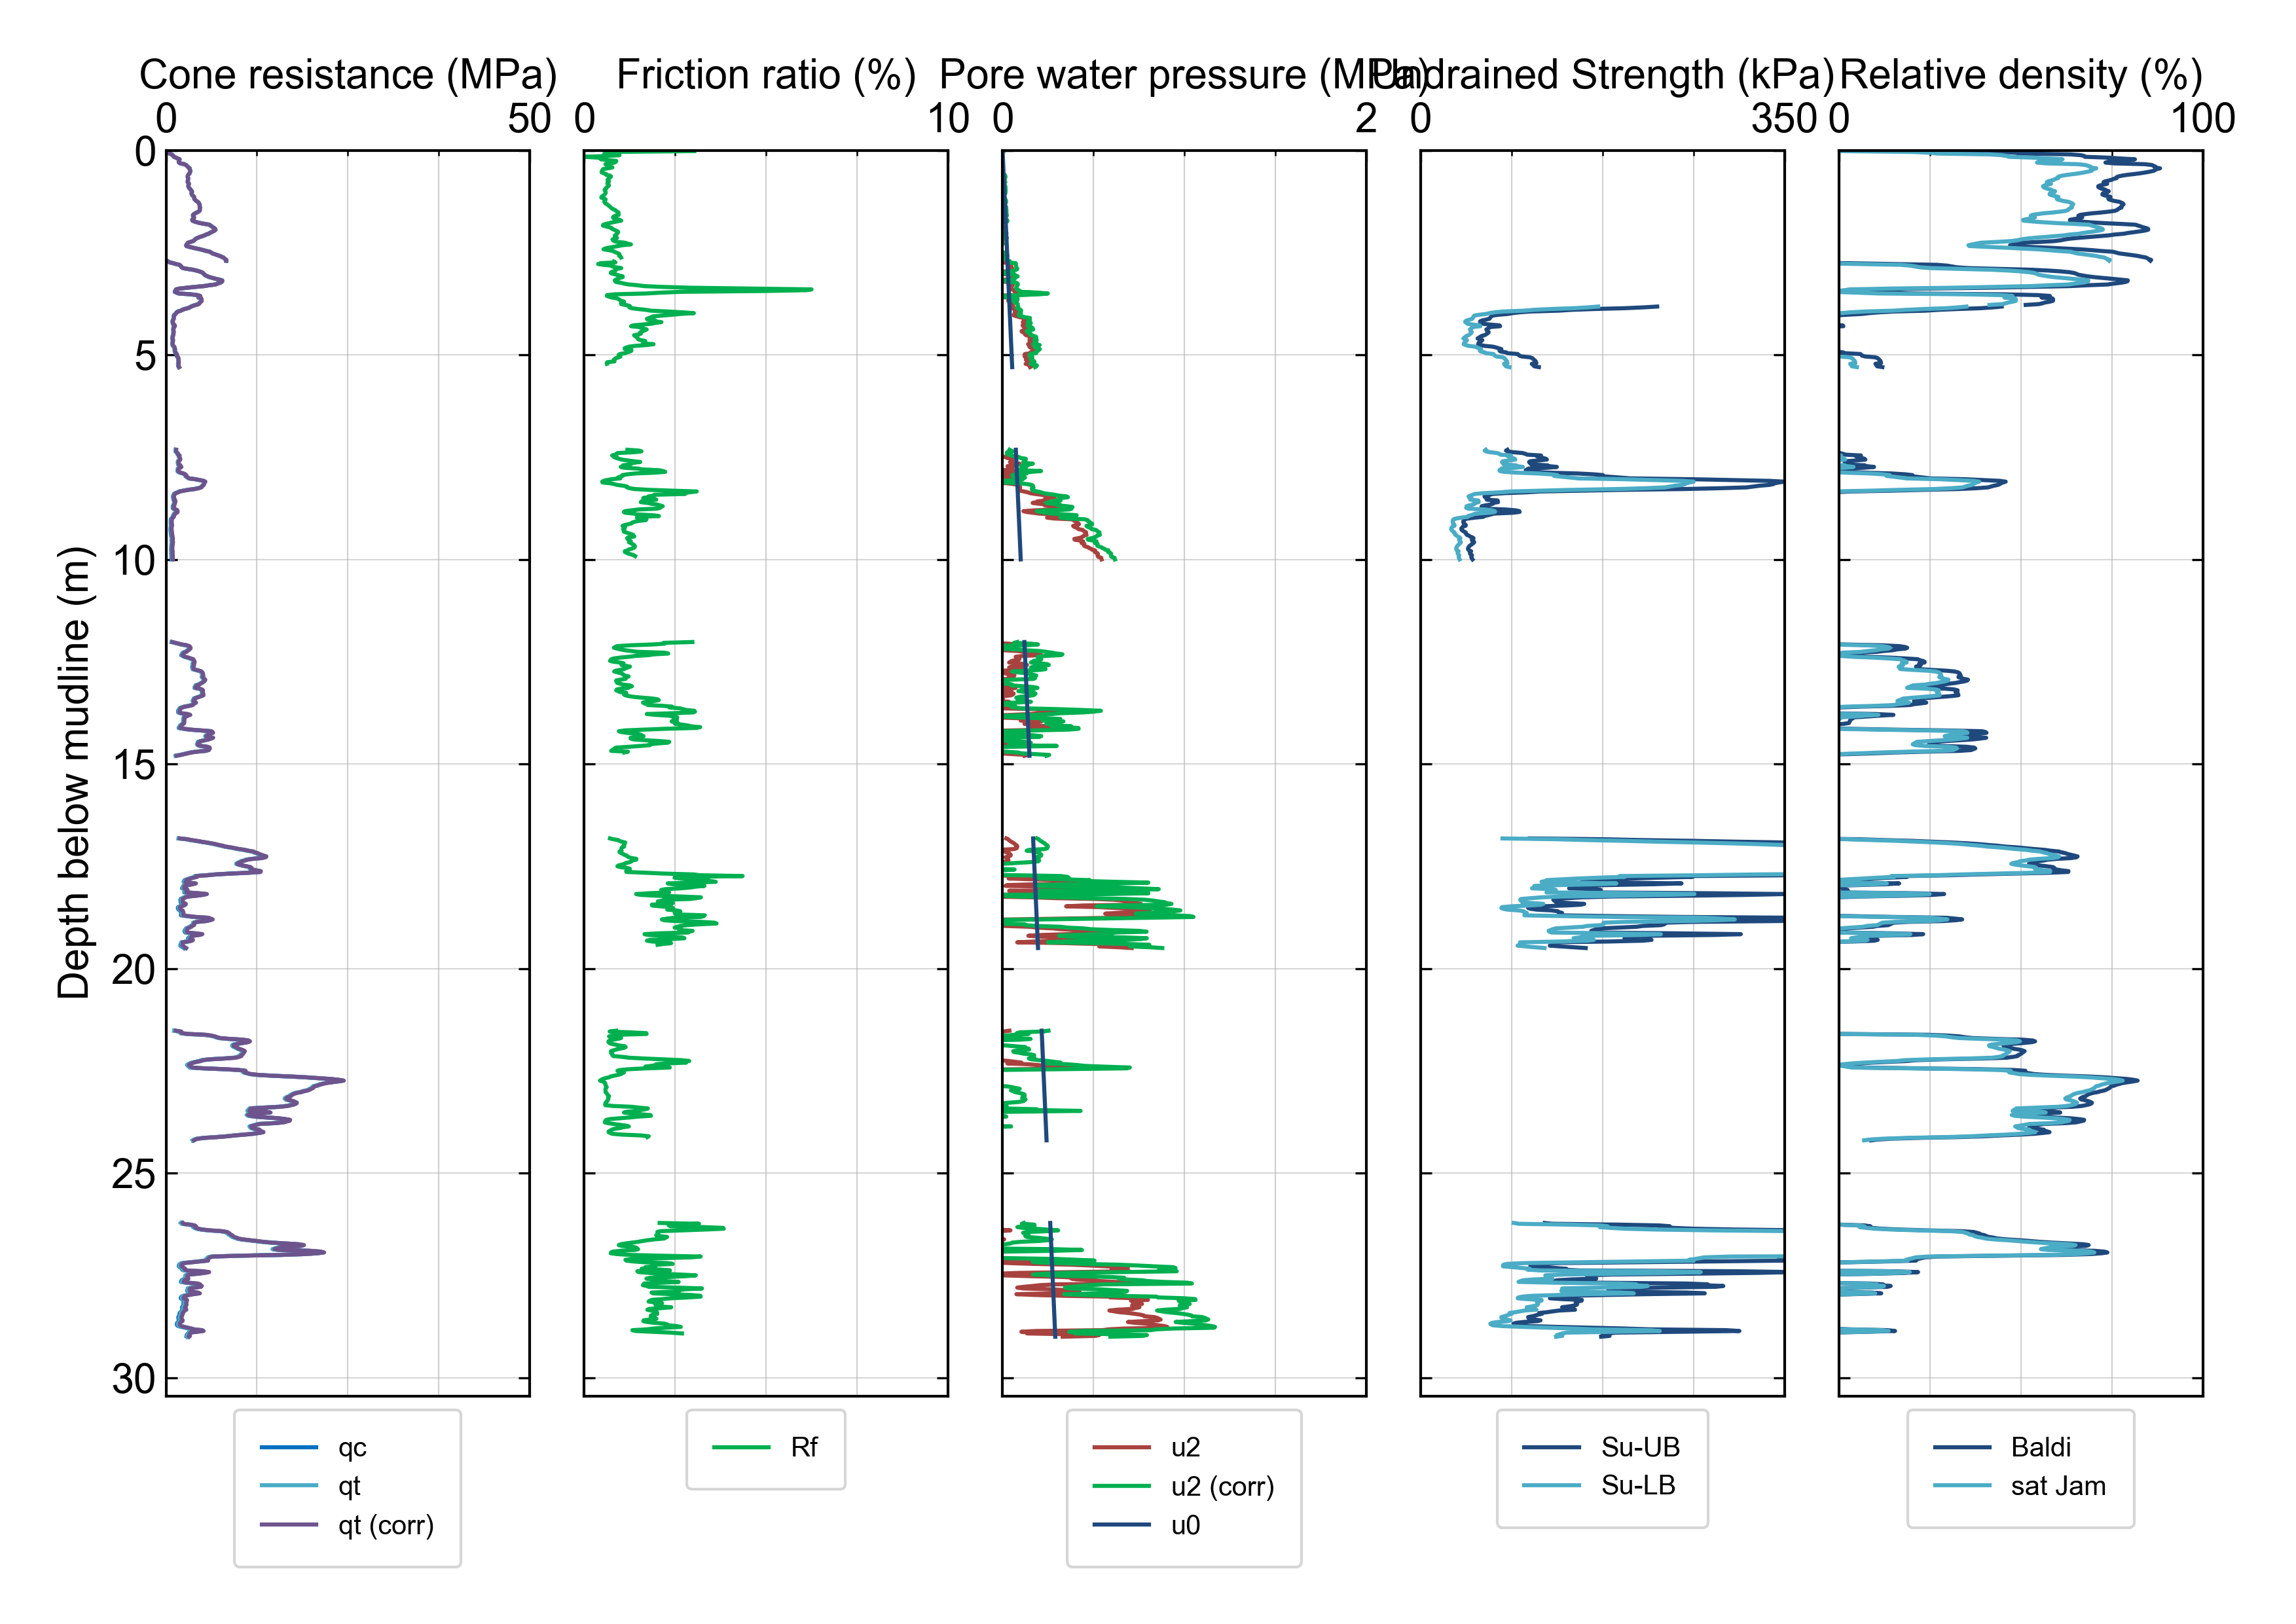 Cone resistance (MPa)
Friction ratio (%)
Pore water pressure (MPa)
Undrained Strength (kPa)
Relative density (%)
0 50
0 10
0 2
0 350
0 100
0
5
10
15
20
25
30
Depth below mudline (m)
qc
qt
qt (corr)
Rf
u2
u2 (corr)
u0
Su-UB
Su-LB
Baldi
sat Jam